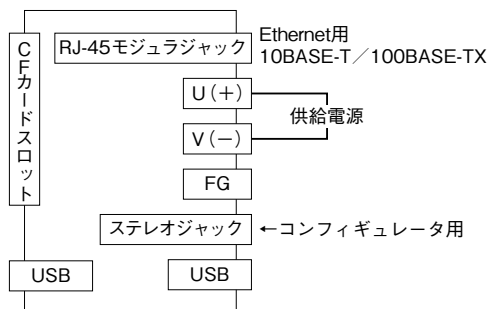 CFカードスロット
RJ-45モジュラジャック
Ethernet用
10BASE-T／100BASE-TX
U（＋）
供給電源
V（－）
FG
ステレオジャック
←コンフィギュレータ用
USB
USB